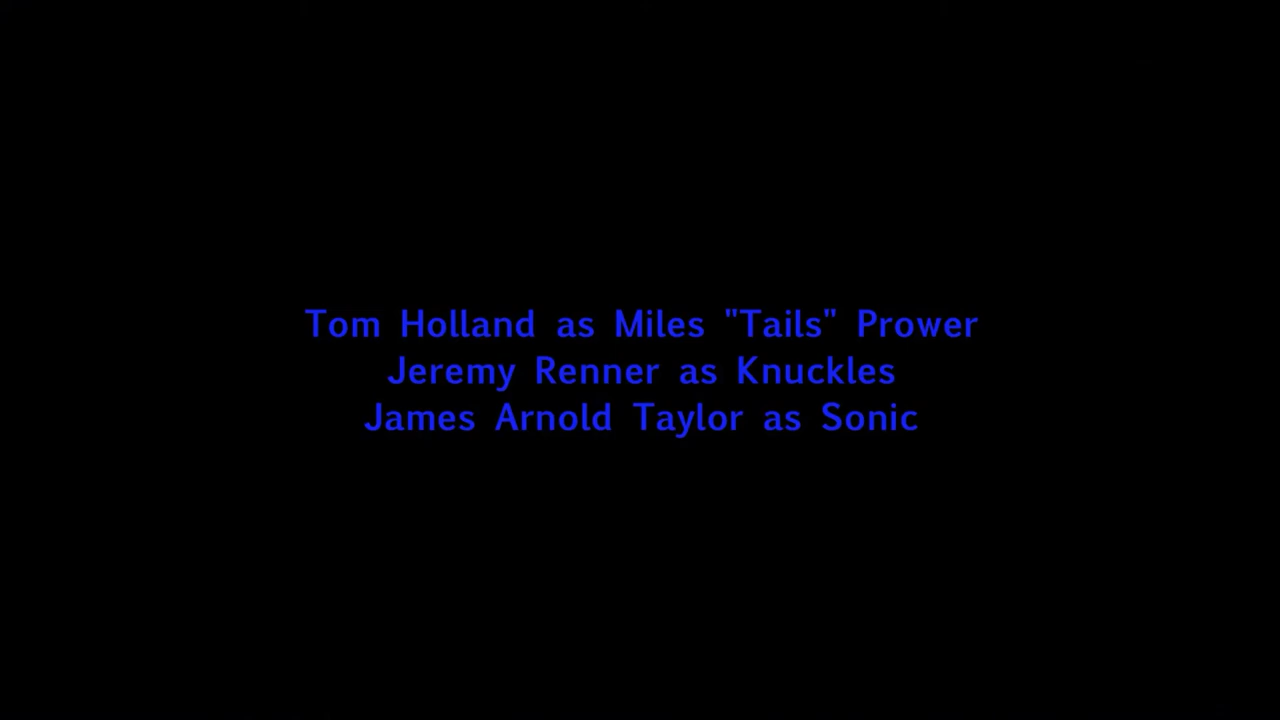 Tom Holland as Miles "Tails" Prower
Jeremy Renner as Knuckles
James Arnold Taylor as Sonic